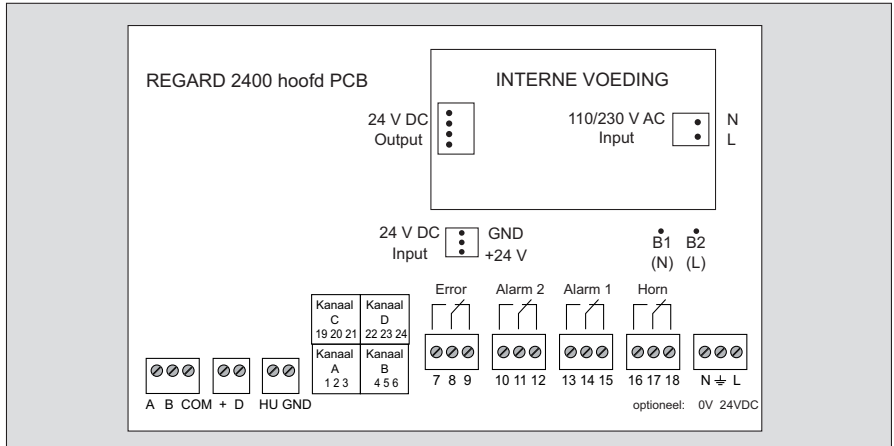 REGARD 2400 hoofd PCB
INTERNE VOEDING
24 V DC
Output
110/230 V AC
Input
N
L
24 V DC
Input
GND
+24 V
B1
(N)
B2
(L)
Error
Alarm 2
Alarm 1
Horn
Kanaal
C
19 20 21
Kanaal
D
22 23 24
Kanaal
A
1 2 3
Kanaal
B
4 5 6
A B COM
+ D
HU GND
7 8 9
10 11 12
13 14 15
16 17 18
N L
optioneel: 0V 24VDC